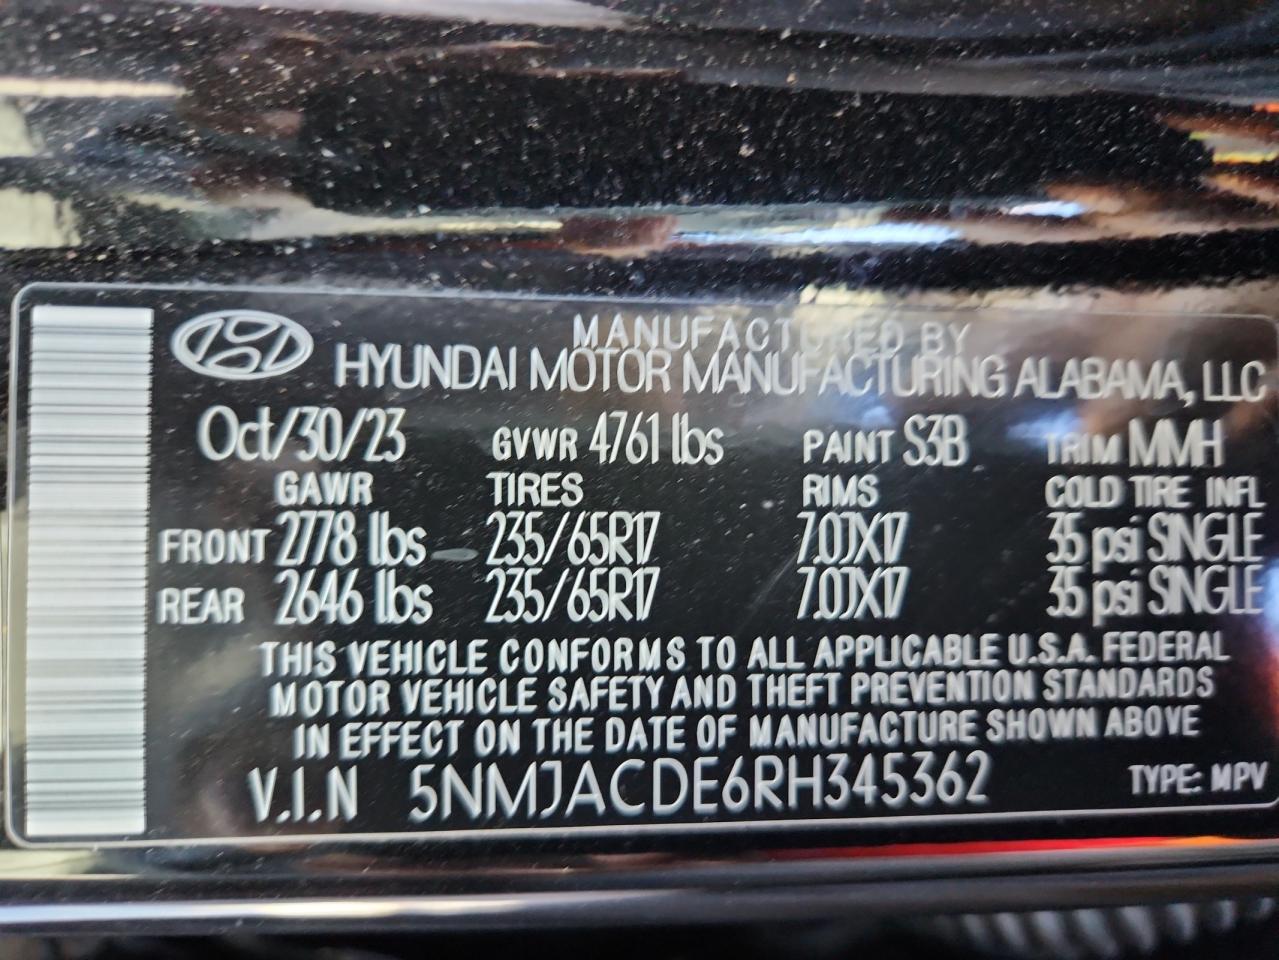 MANUFACTURED BY
HYUNDAI MOTOR MANUFACTURING ALABAMA, LLC
Oct/30/23 GVWR 4761 lbs PAINT S3B TRIM MMH
GAWR TIRES RIMS COLD TIRE INFL
FRONT 2778 lbs 235/65R17 7.0JX17 35 psi SINGLE
REAR 2646 lbs 235/65R17 7.0JX17 35 psi SINGLE
THIS VEHICLE CONFORMS TO ALL APPLICABLE U.S.A. FEDERAL
MOTOR VEHICLE SAFETY AND THEFT PREVENTION STANDARDS
IN EFFECT ON THE DATE OF MANUFACTURE SHOWN ABOVE
V.I.N 5NMJACDE6RH345362 TYPE: MPV